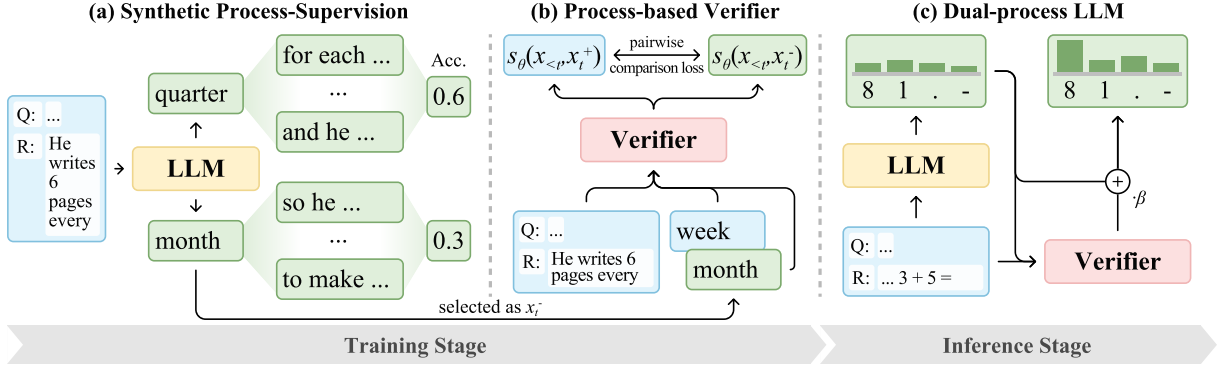 (a) Synthetic Process-Supervision
Q: ...
R: He
writes
6
pages
every
LLM
quarter
month
for each ...
...
and he ...
so he ...
...
to make ...
Acc.
0.6
0.3
selected as xₜ⁻
(b) Process-based Verifier
s_θ(x_{<t}, x_t^+)
pairwise
comparison loss
s_θ(x_{<t}, x_t^-)
Verifier
Q: ...
R: He writes 6
pages every
week
month
(c) Dual-process LLM
8 1 . -
8 1 . -
LLM
+
·β
Q: ...
R: ... 3 + 5 =
Verifier
Training Stage
Inference Stage